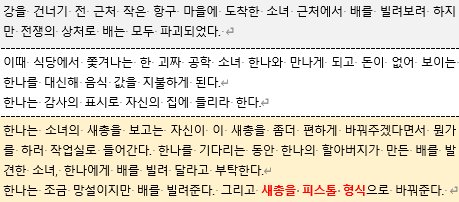 강을 건너기 전 근처 작은 항구 마을에 도착한 소녀 근처에서 배를 빌려보려 하지
만 전쟁의 상처로 배는 모두 파괴되었다.
이때 식당에서 쫓겨나는 한 괴짜 공학 소녀 한나와 만나게 되고 돈이 없어 보이는
한나를 대신해 음식 값을 지불하게 된다.
한나는 감사의 표시로 자신의 집에 들리라 한다.
한나는 소녀의 새총을 보고는 자신이 이 새총을 좀더 편하게 바꿔주겠다면서 뭔가
를 하러 작업실로 들어간다. 한나를 기다리는 동안 한나의 할아버지가 만든 배를 발
견한 소녀, 한나에게 배를 빌려 달라고 부탁한다.
한나는 조금 망설이지만 배를 빌려준다. 그리고 새총을 피스톨 형식으로 바꿔준다.